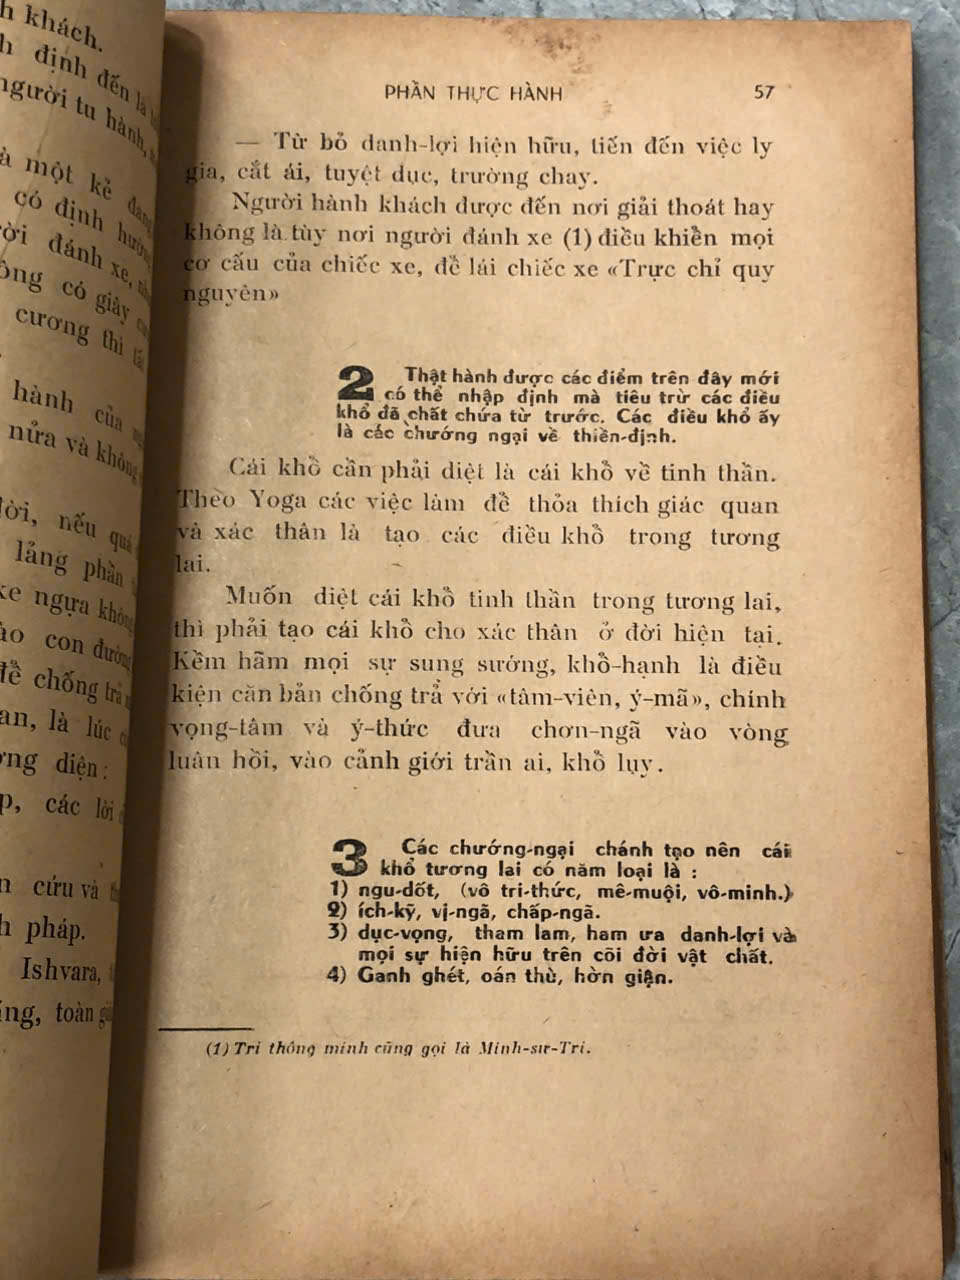 h khách.
h định đến là
người tu hành,
à một kẻ đang
có định hướng
ời đánh xe,
ông có giây
cương thì
hành của
nửa và không
lời, nếu quá
lảng phần
xe ngựa không
ào con đường
để chống trả
an, là lúc
ơng diện:
p, các lời
n cứu và
h pháp.
Ishvara,
ng, toàn
PHẦN THỰC HÀNH 57
— Từ bỏ danh-lợi hiện hữu, tiến đến việc ly
gia, cắt ái, tuyệt dục, trường chay.
Người hành khách được đến nơi giải thoát hay
không là tùy nơi người đánh xe (1) điều khiển mọi
cơ cấu của chiếc xe, để lái chiếc xe «Trực chỉ quy
nguyên»
2 Thật hành được các điểm trên đây mới
có thể nhập định mà tiêu trừ các điều
khổ đã chất chứa từ trước. Các điều khổ ấy
là các chướng ngại về thiền-định.
Cái khổ cần phải diệt là cái khổ về tinh thần.
Theo Yoga các việc làm để thỏa thích giác quan
và xác thân là tạo các điều khổ trong tương
lai.
Muốn diệt cái khổ tinh thần trong tương lai,
thì phải tạo cái khổ cho xác thân ở đời hiện tại.
Kềm hãm mọi sự sung sướng, khổ-hạnh là điều
kiện căn bản chống trả với «tâm-viên, ý-mã», chính
vọng-tâm và ý-thức đưa chơn-ngã vào vòng
luân hồi, vào cảnh giới trần ai, khổ lụy.
3 Các chướng-ngại chánh tạo nên cái
khổ tương lai có năm loại là :
1) ngu-dốt, (vô tri-thức, mê-muội, vô-minh.)
2) ích-kỹ, vị-ngã, chấp-ngã.
3) dục-vọng, tham lam, ham ưa danh-lợi và
mọi sự hiện hữu trên cõi đời vật chất.
4) Ganh ghét, oán thù, hờn giận.
(1) Trí thông minh cũng gọi là Minh-sư-Trí.